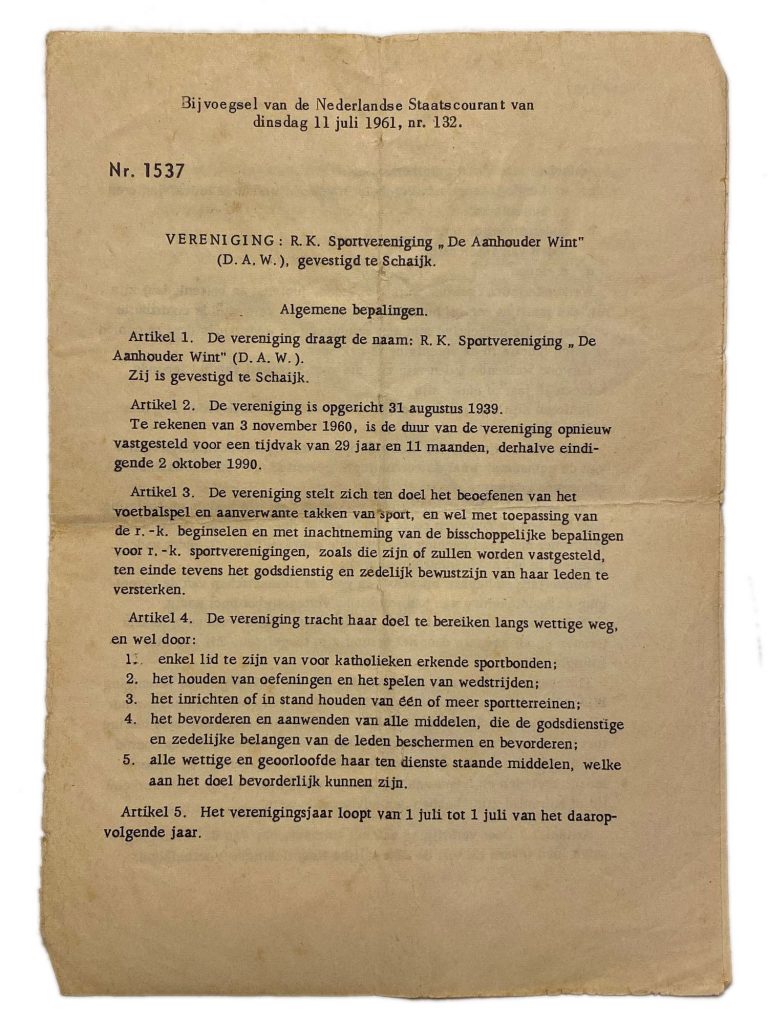 Bijvoegsel van de Nederlandse Staatscourant van
dinsdag 11 juli 1961, nr. 132.
Nr. 1537
VERENIGING: R.K. Sportvereniging „De Aanhouder Wint"
(D.A.W.), gevestigd te Schaijk.
Algemene bepalingen.
Artikel 1. De vereniging draagt de naam: R.K. Sportvereniging „De
Aanhouder Wint" (D.A.W.).
Zij is gevestigd te Schaijk.
Artikel 2. De vereniging is opgericht 31 augustus 1939.
Te rekenen van 3 november 1960, is de duur van de vereniging opnieuw
vastgesteld voor een tijdvak van 29 jaar en 11 maanden, derhalve eindi-
gende 2 oktober 1990.
Artikel 3. De vereniging stelt zich ten doel het beoefenen van het
voetbalspel en aanverwante takken van sport, en wel met toepassing van
de r.-k. beginselen en met inachtneming van de bisschoppelijke bepalingen
voor r.-k. sportverenigingen, zoals die zijn of zullen worden vastgesteld,
ten einde tevens het godsdienstig en zedelijk bewustzijn van haar leden te
versterken.
Artikel 4. De vereniging tracht haar doel te bereiken langs wettige weg,
en wel door:
1. enkel lid te zijn van voor katholieken erkende sportbonden;
2. het houden van oefeningen en het spelen van wedstrijden;
3. het inrichten of in stand houden van één of meer sportterreinen;
4. het bevorderen en aanwenden van alle middelen, die de godsdienstige
en zedelijke belangen van de leden beschermen en bevorderen;
5. alle wettige en geoorloofde haar ten dienste staande middelen, welke
aan het doel bevorderlijk kunnen zijn.
Artikel 5. Het verenigingsjaar loopt van 1 juli tot 1 juli van het daarop-
volgende jaar.